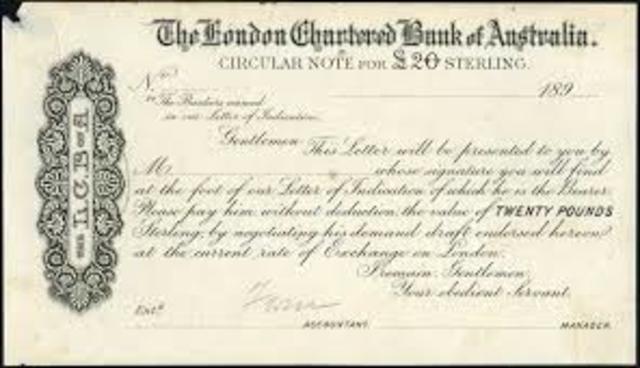 The London Chartered Bank of Australia.
CIRCULAR NOTE FOR £20 STERLING.
No
189
To The Bankers named
in our Letter of Indication.
Gentlemen
This Letter will be presented to you by
M whose signature you will find
at the foot of our Letter of Indication of which he is the Bearer.
Please pay him, without deduction, the value of TWENTY POUNDS
Sterling, by negotiating his demand draft endorsed hereon,
at the current rate of Exchange on London.
I remain, Gentlemen,
Your obedient Servant.
Entd
ACCOUNTANT. MANAGER.
THE L.C.B OF A